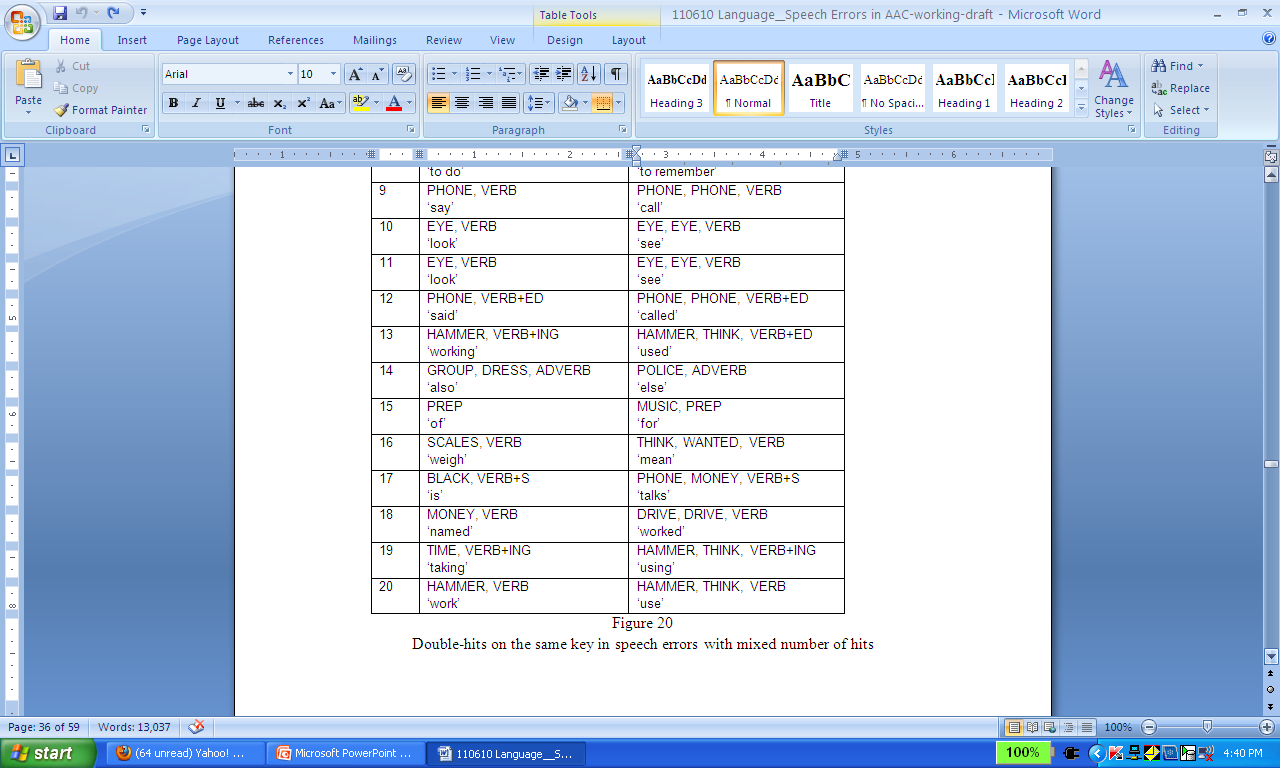 Table Tools
110610 Language__Speech Errors in AAC-working-draft - Microsoft Word
Home Insert Page Layout References Mailings Review View Design Layout
Paste
Cut
Copy
Format Painter
Clipboard
Arial 10
Font
Paragraph
AaBbCcDd AaBbCcDd AaBbC AaBbCcDd AaBbCcI AaBbCcI
Heading 3 ¶ Normal Title ¶ No Spaci... Heading 1 Heading 2
Change Styles
Styles
Find
Replace
Select
Editing
1 1 2 3 4 5 6
‘to do’ ‘to remember’
9 PHONE, VERB PHONE, PHONE, VERB
‘say’ ‘call’
10 EYE, VERB EYE, EYE, VERB
‘look’ ‘see’
11 EYE, VERB EYE, EYE, VERB
‘look’ ‘see’
12 PHONE, VERB+ED PHONE, PHONE, VERB+ED
‘said’ ‘called’
13 HAMMER, VERB+ING HAMMER, THINK, VERB+ED
‘working’ ‘used’
14 GROUP, DRESS, ADVERB POLICE, ADVERB
‘also’ ‘else’
15 PREP MUSIC, PREP
‘of’ ‘for’
16 SCALES, VERB THINK, WANTED, VERB
‘weigh’ ‘mean’
17 BLACK, VERB+S PHONE, MONEY, VERB+S
‘is’ ‘talks’
18 MONEY, VERB DRIVE, DRIVE, VERB
‘named’ ‘worked’
19 TIME, VERB+ING HAMMER, THINK, VERB+ING
‘taking’ ‘using’
20 HAMMER, VERB HAMMER, THINK, VERB
‘work’ ‘use’
Figure 20
Double-hits on the same key in speech errors with mixed number of hits
Page: 36 of 59 Words: 13,037 100%
start (64 unread) Yahoo! ... Microsoft PowerPoint ... 110610 Language__S... 100% 4:40 PM